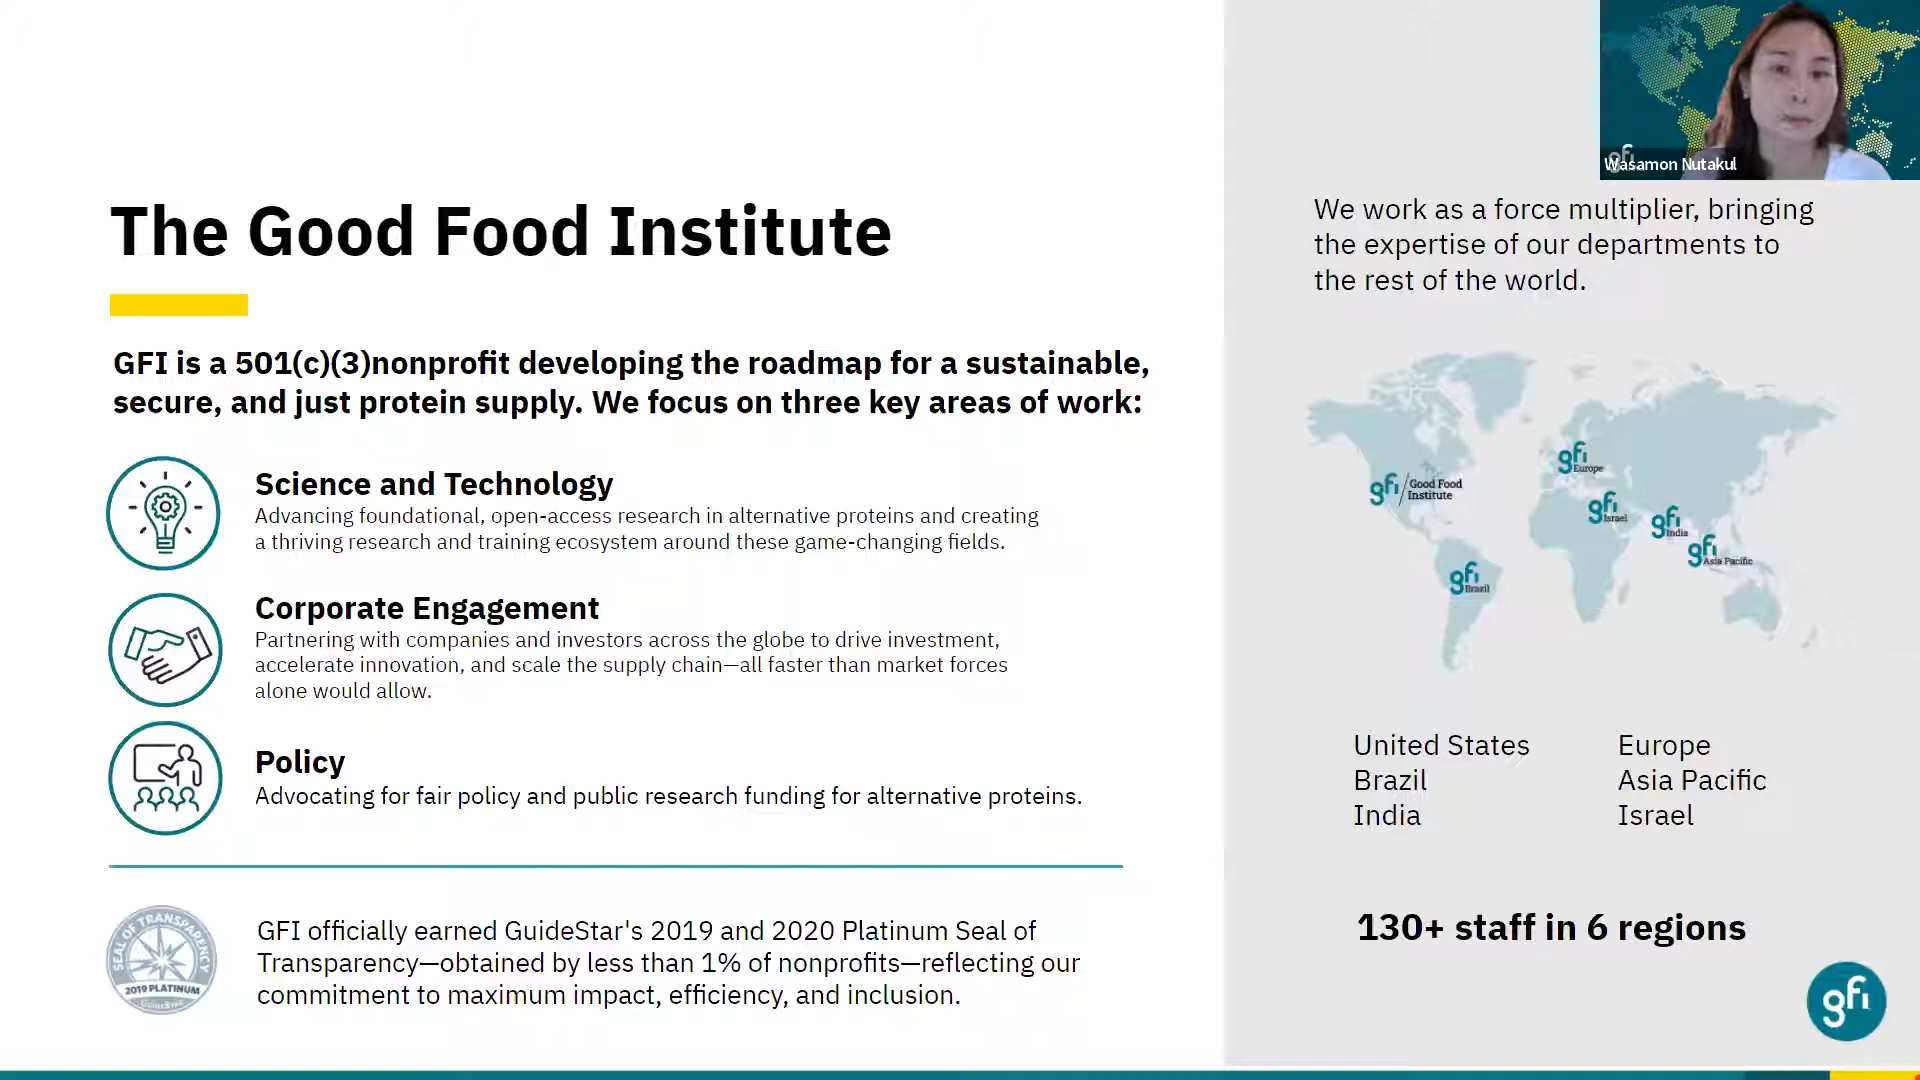 Wasamon Nutakul
The Good Food Institute
GFI is a 501(c)(3)nonprofit developing the roadmap for a sustainable,
secure, and just protein supply. We focus on three key areas of work:
Science and Technology
Advancing foundational, open-access research in alternative proteins and creating
a thriving research and training ecosystem around these game-changing fields.
Corporate Engagement
Partnering with companies and investors across the globe to drive investment,
accelerate innovation, and scale the supply chain—all faster than market forces
alone would allow.
Policy
Advocating for fair policy and public research funding for alternative proteins.
SEAL OF TRANSPARENCY
2019 PLATINUM
GuideStar
GFI officially earned GuideStar's 2019 and 2020 Platinum Seal of
Transparency—obtained by less than 1% of nonprofits—reflecting our
commitment to maximum impact, efficiency, and inclusion.
We work as a force multiplier, bringing
the expertise of our departments to
the rest of the world.
gfi Europe
gfi / Good Food
Institute
gfi Israel
gfi India
gfi Asia Pacific
gfi Brazil
United States
Brazil
India
Europe
Asia Pacific
Israel
130+ staff in 6 regions
gfi